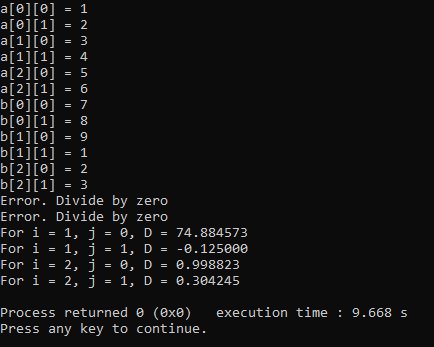 a[0][0] = 1
a[0][1] = 2
a[1][0] = 3
a[1][1] = 4
a[2][0] = 5
a[2][1] = 6
b[0][0] = 7
b[0][1] = 8
b[1][0] = 9
b[1][1] = 1
b[2][0] = 2
b[2][1] = 3
Error. Divide by zero
Error. Divide by zero
For i = 1, j = 0, D = 74.884573
For i = 1, j = 1, D = -0.125000
For i = 2, j = 0, D = 0.998823
For i = 2, j = 1, D = 0.304245
Process returned 0 (0x0)   execution time : 9.668 s
Press any key to continue.